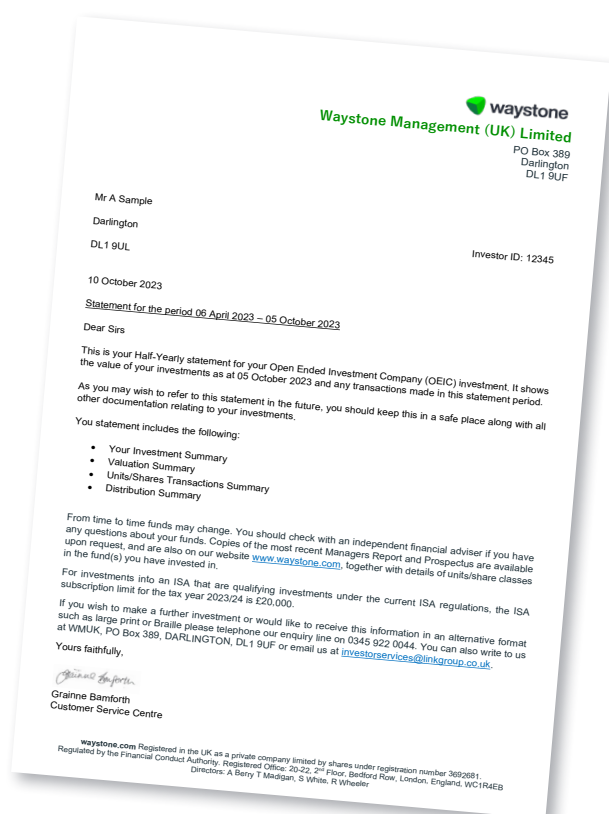 waystone
Waystone Management (UK) Limited
PO Box 389
Darlington
DL1 9UF
Mr A Sample
Darlington
DL1 9UL
Investor ID: 12345
10 October 2023
Statement for the period 06 April 2023 – 05 October 2023
Dear Sirs
This is your Half-Yearly statement for your Open Ended Investment Company (OEIC) investment. It shows
the value of your investments as at 05 October 2023 and any transactions made in this statement period.
As you may wish to refer to this statement in the future, you should keep this in a safe place along with all
other documentation relating to your investments.
You statement includes the following:
• Your Investment Summary
• Valuation Summary
• Units/Shares Transactions Summary
• Distribution Summary
From time to time funds may change. You should check with an independent financial adviser if you have
any questions about your funds. Copies of the most recent Managers Report and Prospectus are available
upon request, and are also on our website www.waystone.com, together with details of units/share classes
in the fund(s) you have invested in.
For investments into an ISA that are qualifying investments under the current ISA regulations, the ISA
subscription limit for the tax year 2023/24 is £20,000.
If you wish to make a further investment or would like to receive this information in an alternative format
such as large print or Braille please telephone our enquiry line on 0345 922 0044. You can also write to us
at WMUK, PO Box 389, DARLINGTON, DL1 9UF or email us at investorservices@linkgroup.co.uk.
Yours faithfully,
Grainne Bamforth
Grainne Bamforth
Customer Service Centre
waystone.com Registered in the UK as a private company limited by shares under registration number 3692681.
Regulated by the Financial Conduct Authority. Registered Office: 20-22, 2nd Floor, Bedford Row, London, England, WC1R4EB
Directors: A Berry T Madigan, S White, R Wheeler